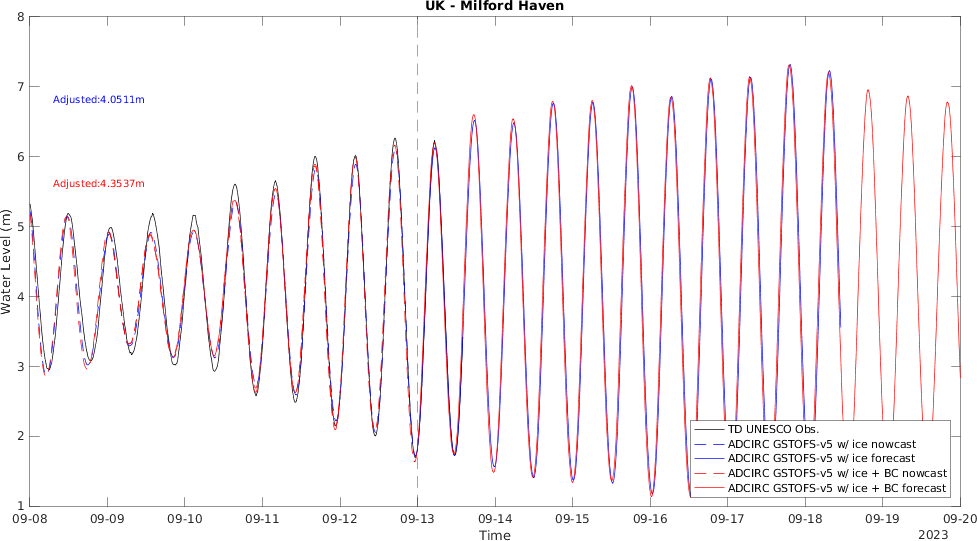 UK - Milford Haven
8
7
6
5
4
3
2
1
Water Level (m)
Adjusted:4.0511m
Adjusted:4.3537m
TD UNESCO Obs.
ADCIRC GSTOFS-v5 w/ ice nowcast
ADCIRC GSTOFS-v5 w/ ice forecast
ADCIRC GSTOFS-v5 w/ ice + BC nowcast
ADCIRC GSTOFS-v5 w/ ice + BC forecast
09-08 09-09 09-10 09-11 09-12 09-13 09-14 09-15 09-16 09-17 09-18 09-19 09-20
Time
2023